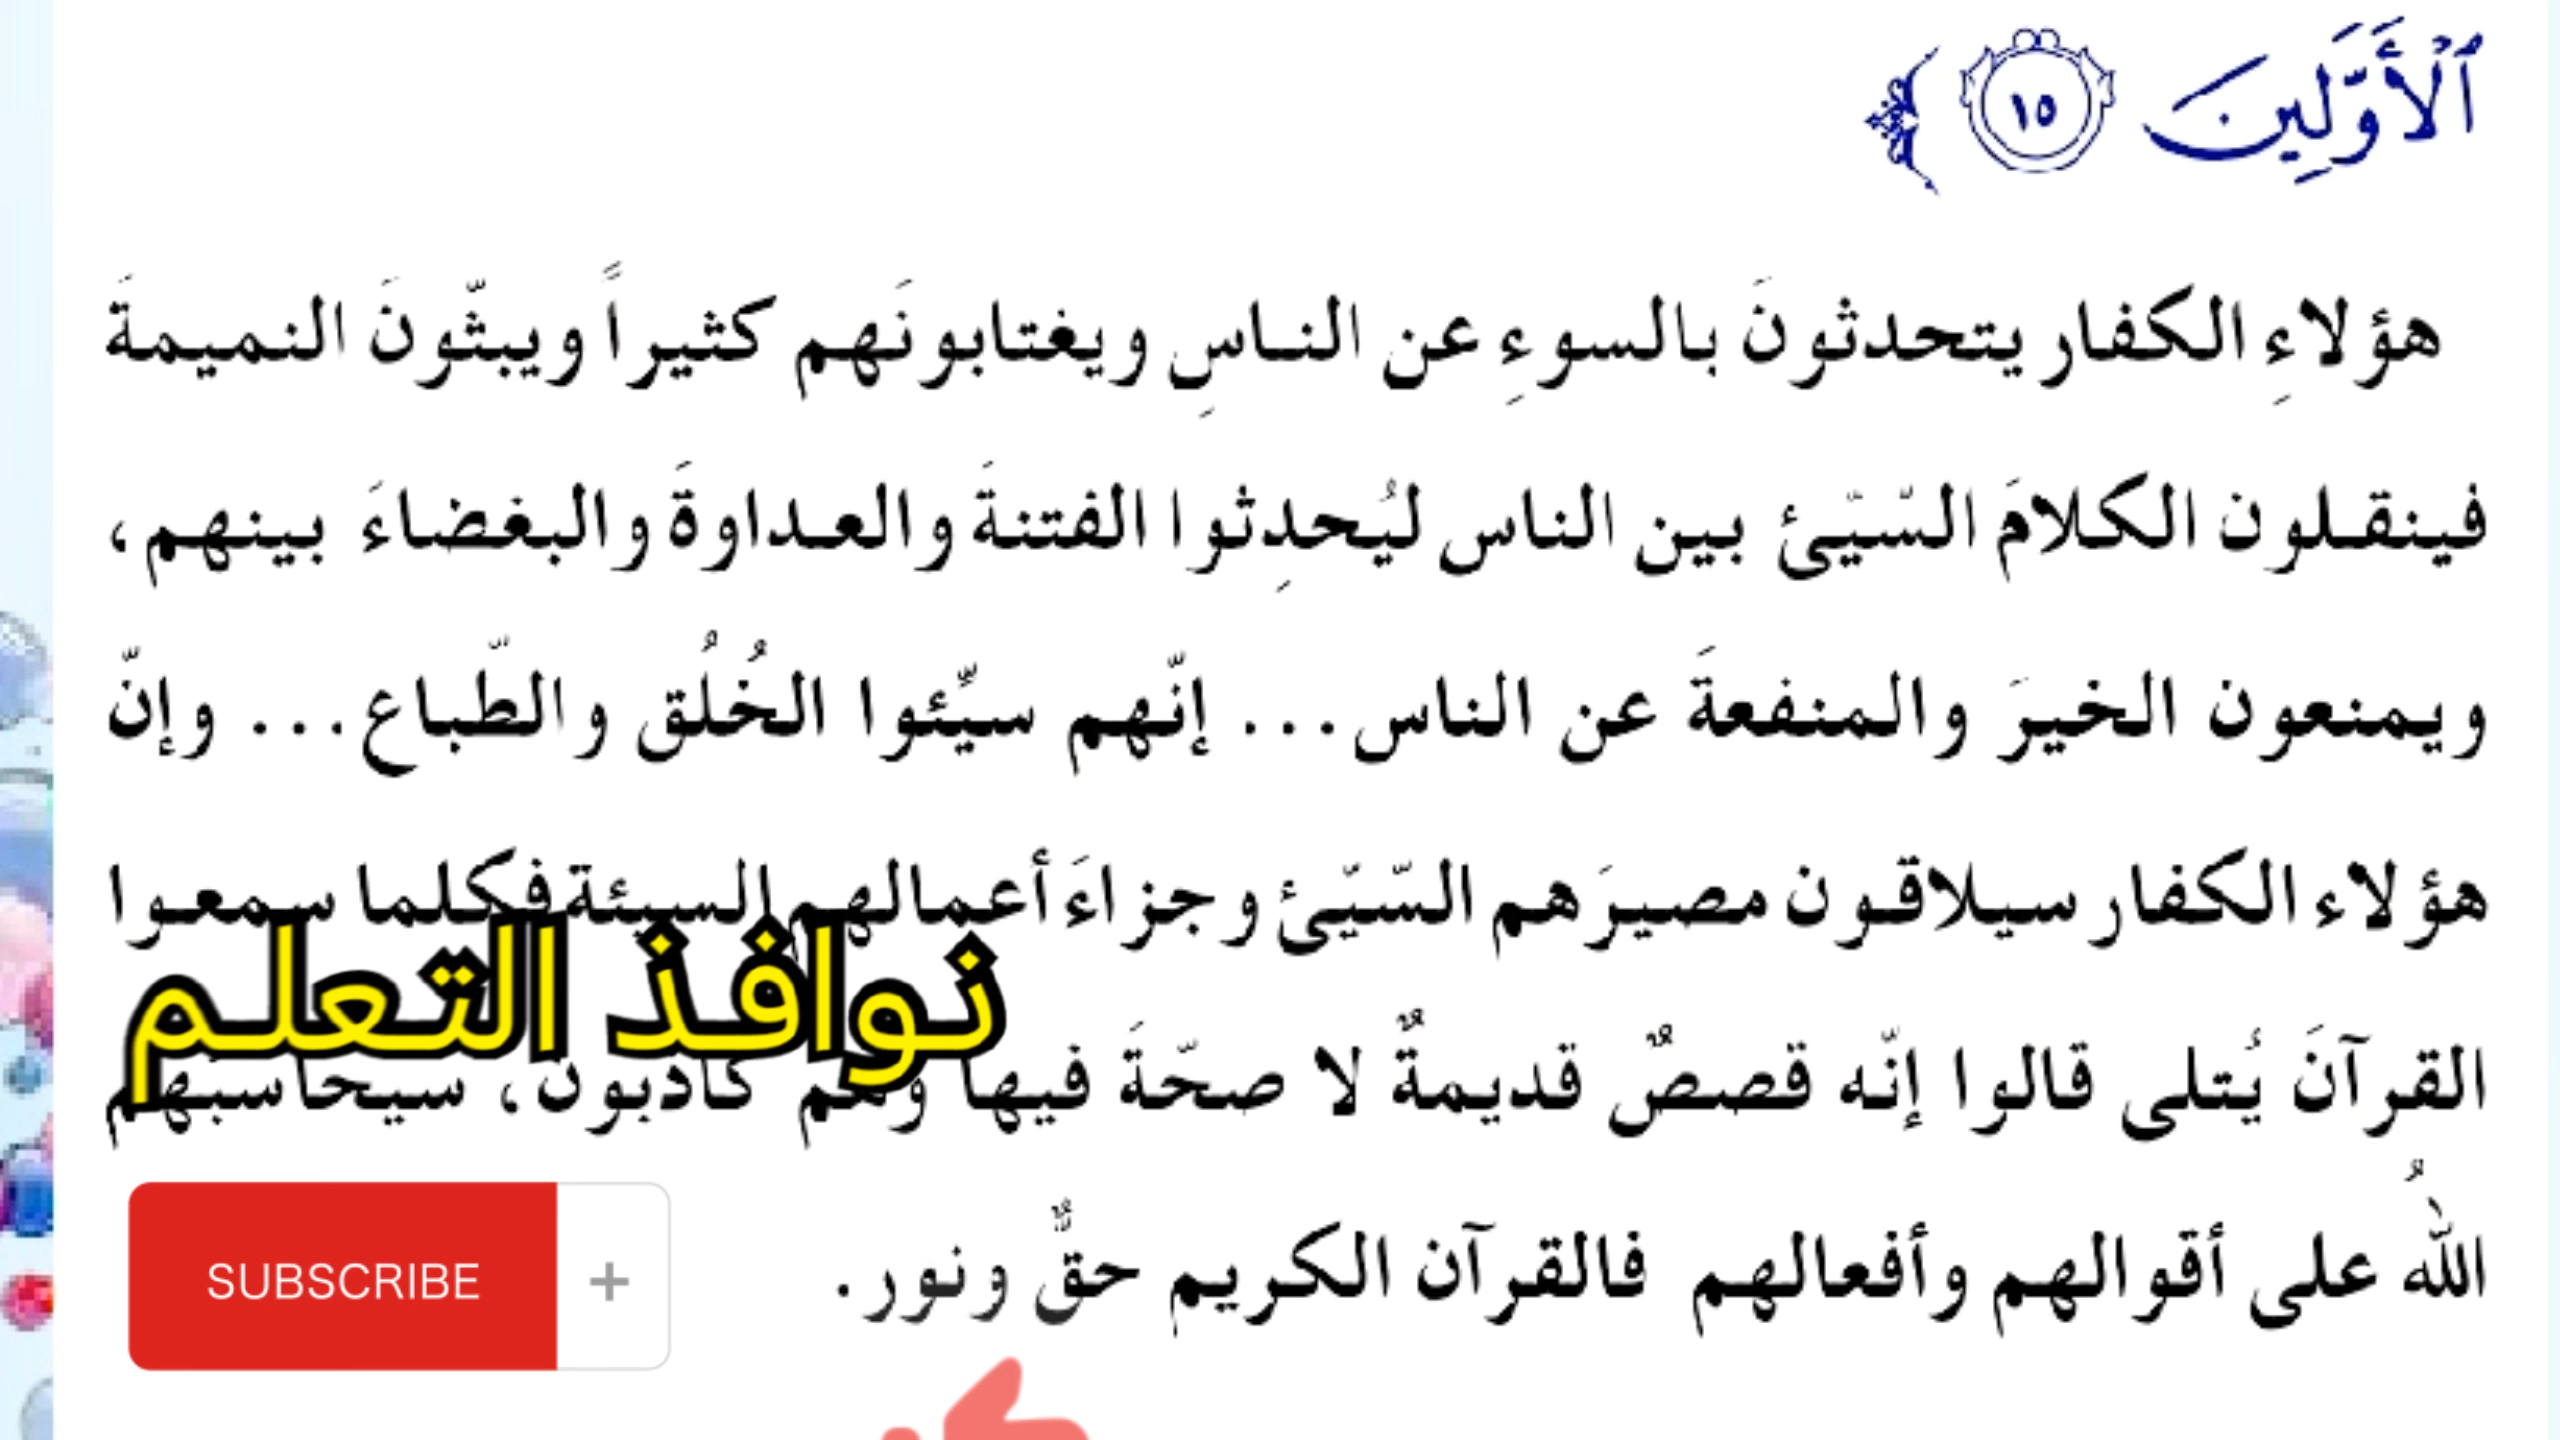 ٱلۡأَوَّلِينَ ١٥ ﴾
هؤلاءِ الكفار يتحدثونَ بالسوءِ عن الناسِ ويغتابونَهم كثيراً ويبثّونَ النميمةَ
فينقلون الكلامَ السّيّئ بين الناس ليُحدِثوا الفتنةَ والعداوةَ والبغضاءَ بينهم،
ويمنعون الخيرَ والمنفعةَ عن الناس... إنّهم سيِّئوا الخُلُق والطّباع... وإنّ
هؤلاء الكفار سيلاقون مصيرَهم السّيّئ وجزاءَ أعمالهم السيئة فكلما سمعوا
نوافذ التعلم
القرآنَ يُتلى قالوا إنّه قصصٌ قديمةٌ لا صحّةَ فيها وهم كاذبون، سيحاسبهم
اللهُ على أقوالهم وأفعالهم فالقرآن الكريم حقٌّ ونور.
SUBSCRIBE +